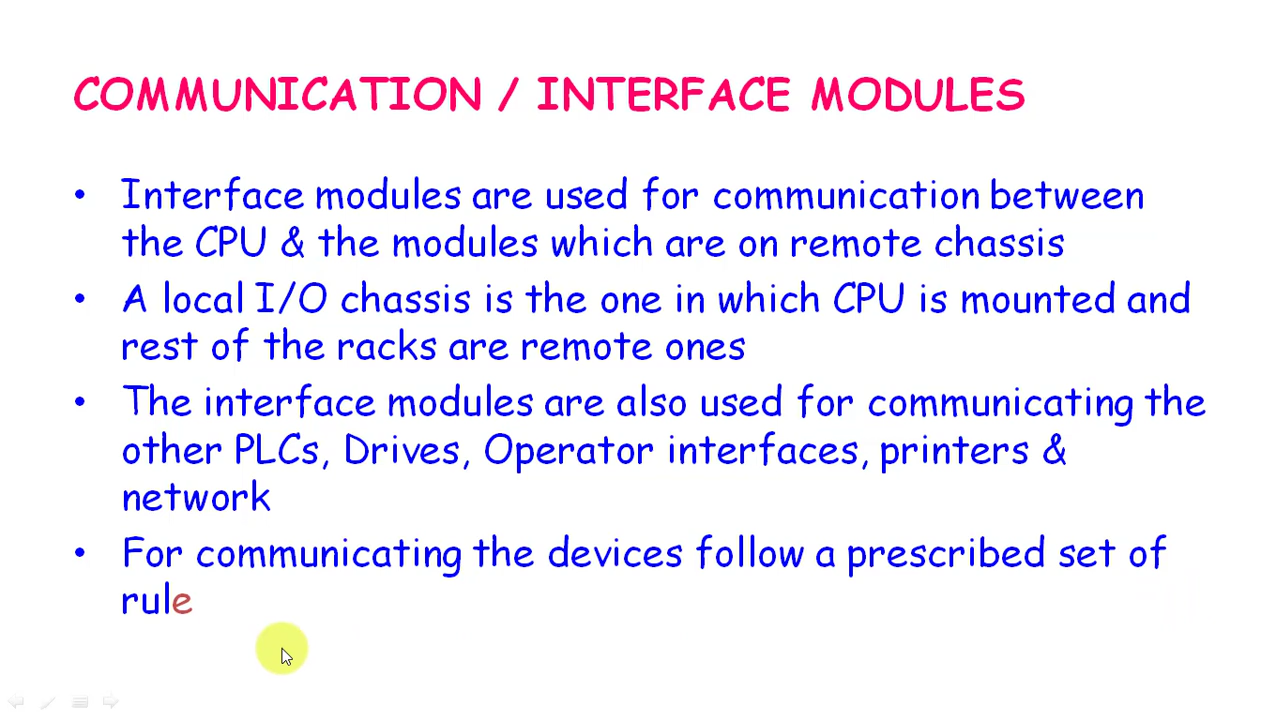 COMMUNICATION / INTERFACE MODULES
• Interface modules are used for communication between
the CPU & the modules which are on remote chassis
• A local I/O chassis is the one in which CPU is mounted and
rest of the racks are remote ones
• The interface modules are also used for communicating the
other PLCs, Drives, Operator interfaces, printers &
network
• For communicating the devices follow a prescribed set of
rule